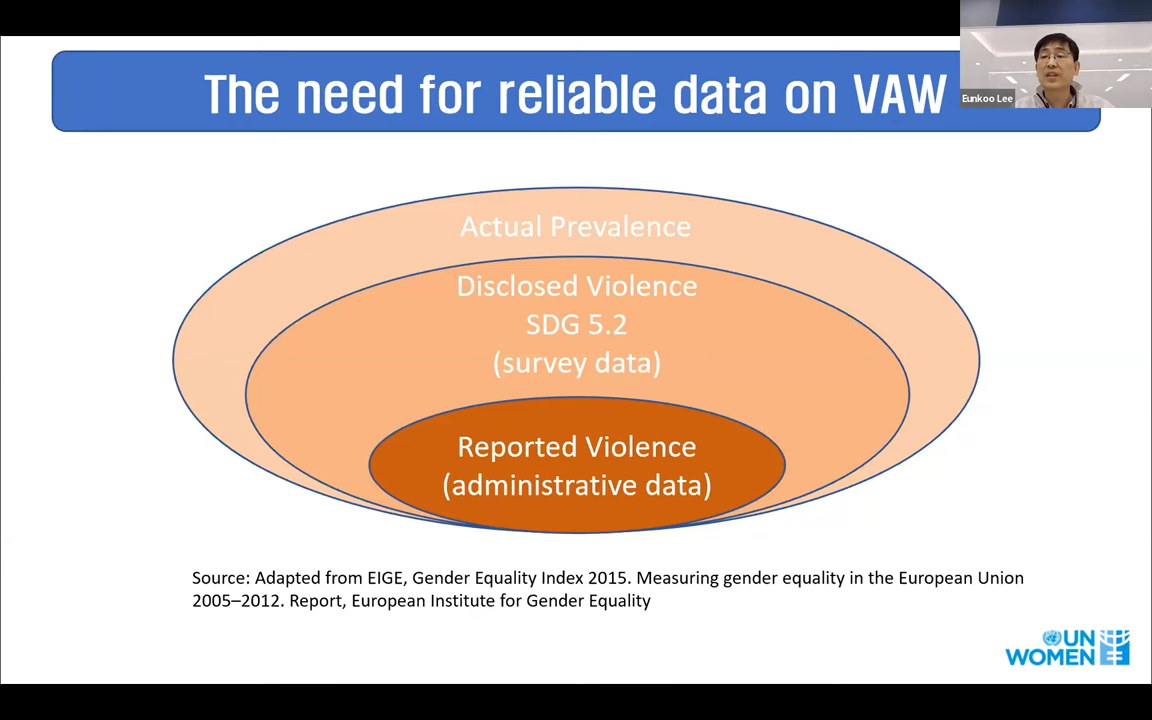 The need for reliable data on VAW
Eunkoo Lee
Actual Prevalence
Disclosed Violence
SDG 5.2
(survey data)
Reported Violence
(administrative data)
Source: Adapted from EIGE, Gender Equality Index 2015. Measuring gender equality in the European Union
2005–2012. Report, European Institute for Gender Equality
UN
WOMEN